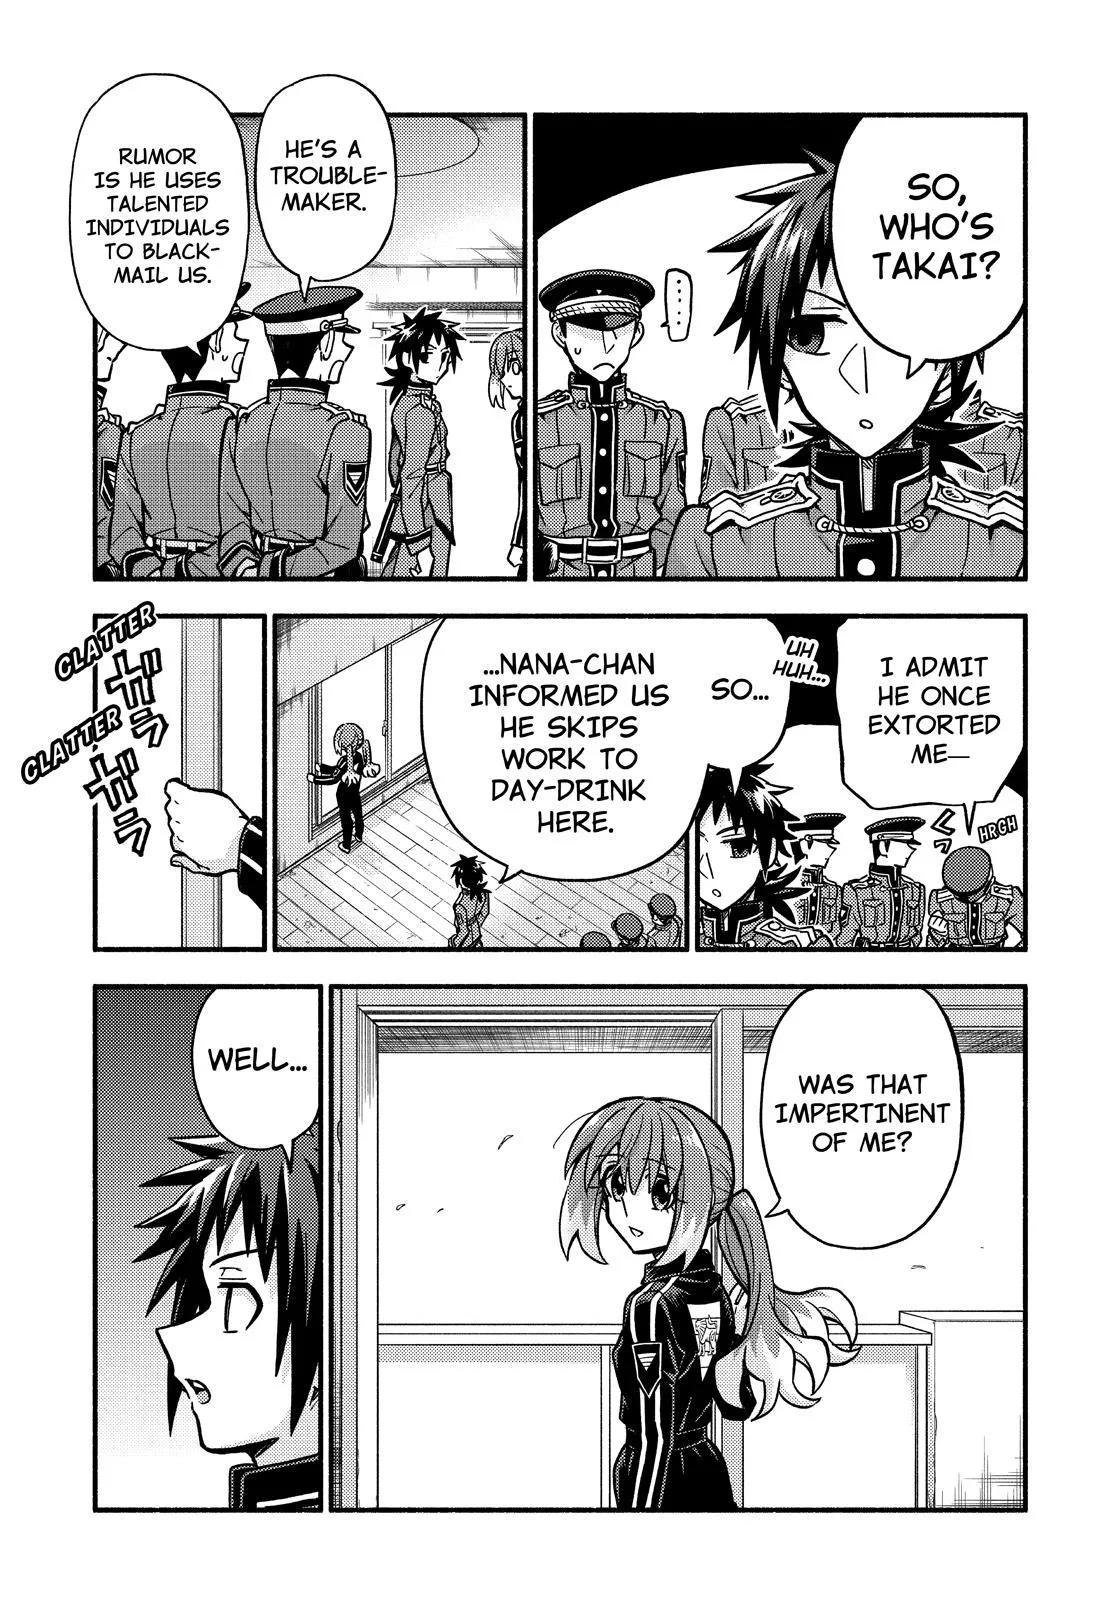 SO,
WHO'S
TAKAI?
.....
HE'S A
TROUBLE-
MAKER.
RUMOR
IS HE USES
TALENTED
INDIVIDUALS
TO BLACK-
MAIL US.
I ADMIT
HE ONCE
EXTORTED
ME—
HRGH
UH
HUH...
SO...
...NANA-CHAN
INFORMED US
HE SKIPS
WORK TO
DAY-DRINK
HERE.
CLATTER
ガラ
CLATTER
ガラ
WAS THAT
IMPERTINENT
OF ME?
WELL...